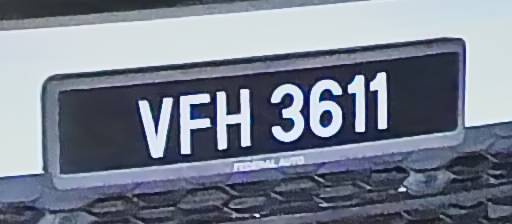 VFH 3611
FEDERAL AUTO